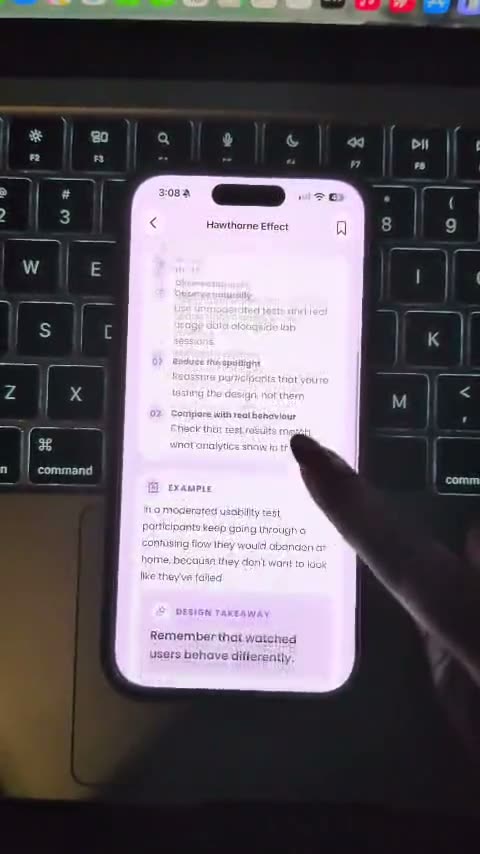 F2
F3
F7
F8
#
3
8
(
9
W
E
I
S
K
Z
X
M
<
,
⌘
command
3:08
Hawthorne Effect
Observe naturally
Use unmoderated tests and real
usage data alongside lab
sessions.
Reduce the spotlight
Reassure participants that you're
testing the design, not them
Compare with real behaviour
Check that test results match
what analytics show in
EXAMPLE
In a moderated usability test,
participants keep going through a
confusing flow they would abandon at
home, because they don't want to look
like they've failed
DESIGN TAKEAWAY
Remember that watched
users behave differently.